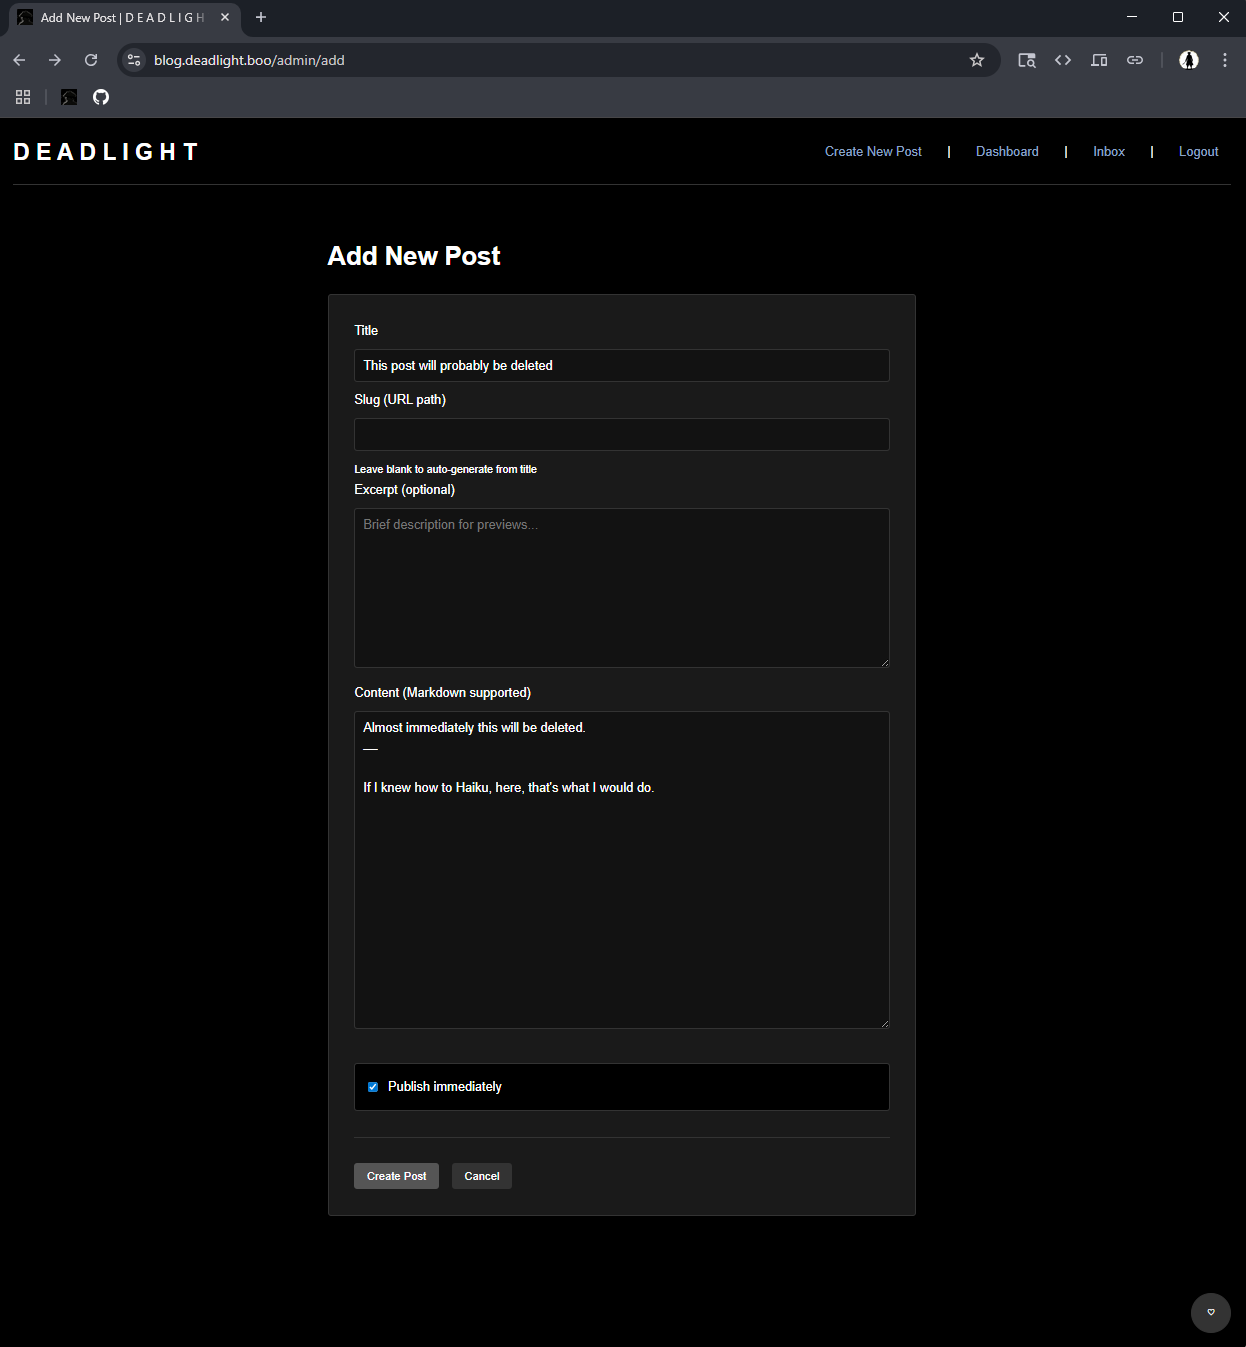 Add New Post | D E A D L I G H
blog.deadlight.boo/admin/add
DEADLIGHT
Create New Post | Dashboard | Inbox | Logout
Add New Post
Title
This post will probably be deleted
Slug (URL path)
Leave blank to auto-generate from title
Excerpt (optional)
Brief description for previews...
Content (Markdown supported)
Almost immediately this will be deleted.
—
If I knew how to Haiku, here, that's what I would do.
Publish immediately
Create Post Cancel